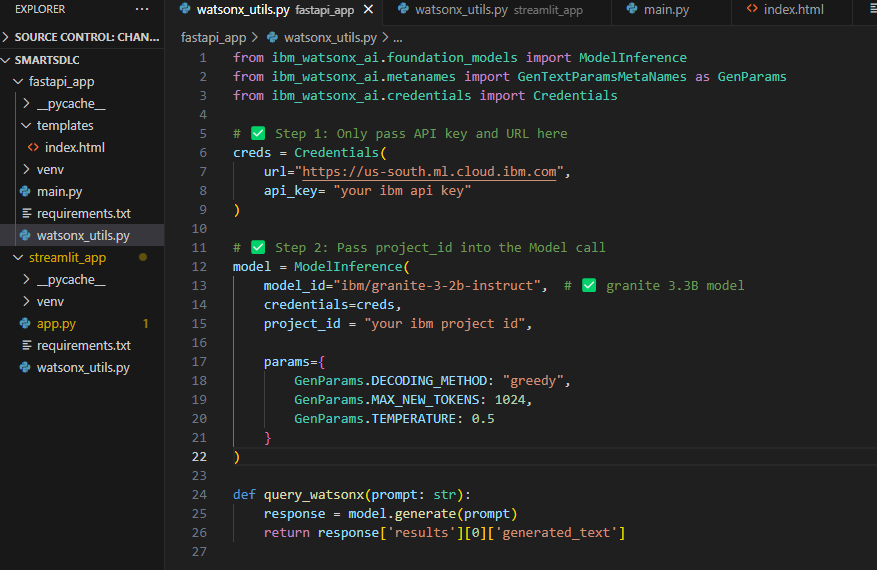 EXPLORER ...
SOURCE CONTROL: CHAN...
SMARTSDLC
fastapi_app
__pycache__
templates
<> index.html
venv
main.py
requirements.txt
watsonx_utils.py
streamlit_app
__pycache__
venv
app.py 1
requirements.txt
watsonx_utils.py
watsonx_utils.py fastapi_app ×
watsonx_utils.py streamlit_app
main.py
<> index.html
fastapi_app > watsonx_utils.py > ...
1 from ibm_watsonx_ai.foundation_models import ModelInference
2 from ibm_watsonx_ai.metanames import GenTextParamsMetaNames as GenParams
3 from ibm_watsonx_ai.credentials import Credentials
4
5 # ✅ Step 1: Only pass API key and URL here
6 creds = Credentials(
7     url="https://us-south.ml.cloud.ibm.com",
8     api_key= "your ibm api key"
9 )
10
11 # ✅ Step 2: Pass project_id into the Model call
12 model = ModelInference(
13     model_id="ibm/granite-3-2b-instruct",  # ✅ granite 3.3B model
14     credentials=creds,
15     project_id = "your ibm project id",
16
17     params={
18         GenParams.DECODING_METHOD: "greedy",
19         GenParams.MAX_NEW_TOKENS: 1024,
20         GenParams.TEMPERATURE: 0.5
21     }
22 )
23
24 def query_watsonx(prompt: str):
25     response = model.generate(prompt)
26     return response['results'][0]['generated_text']
27